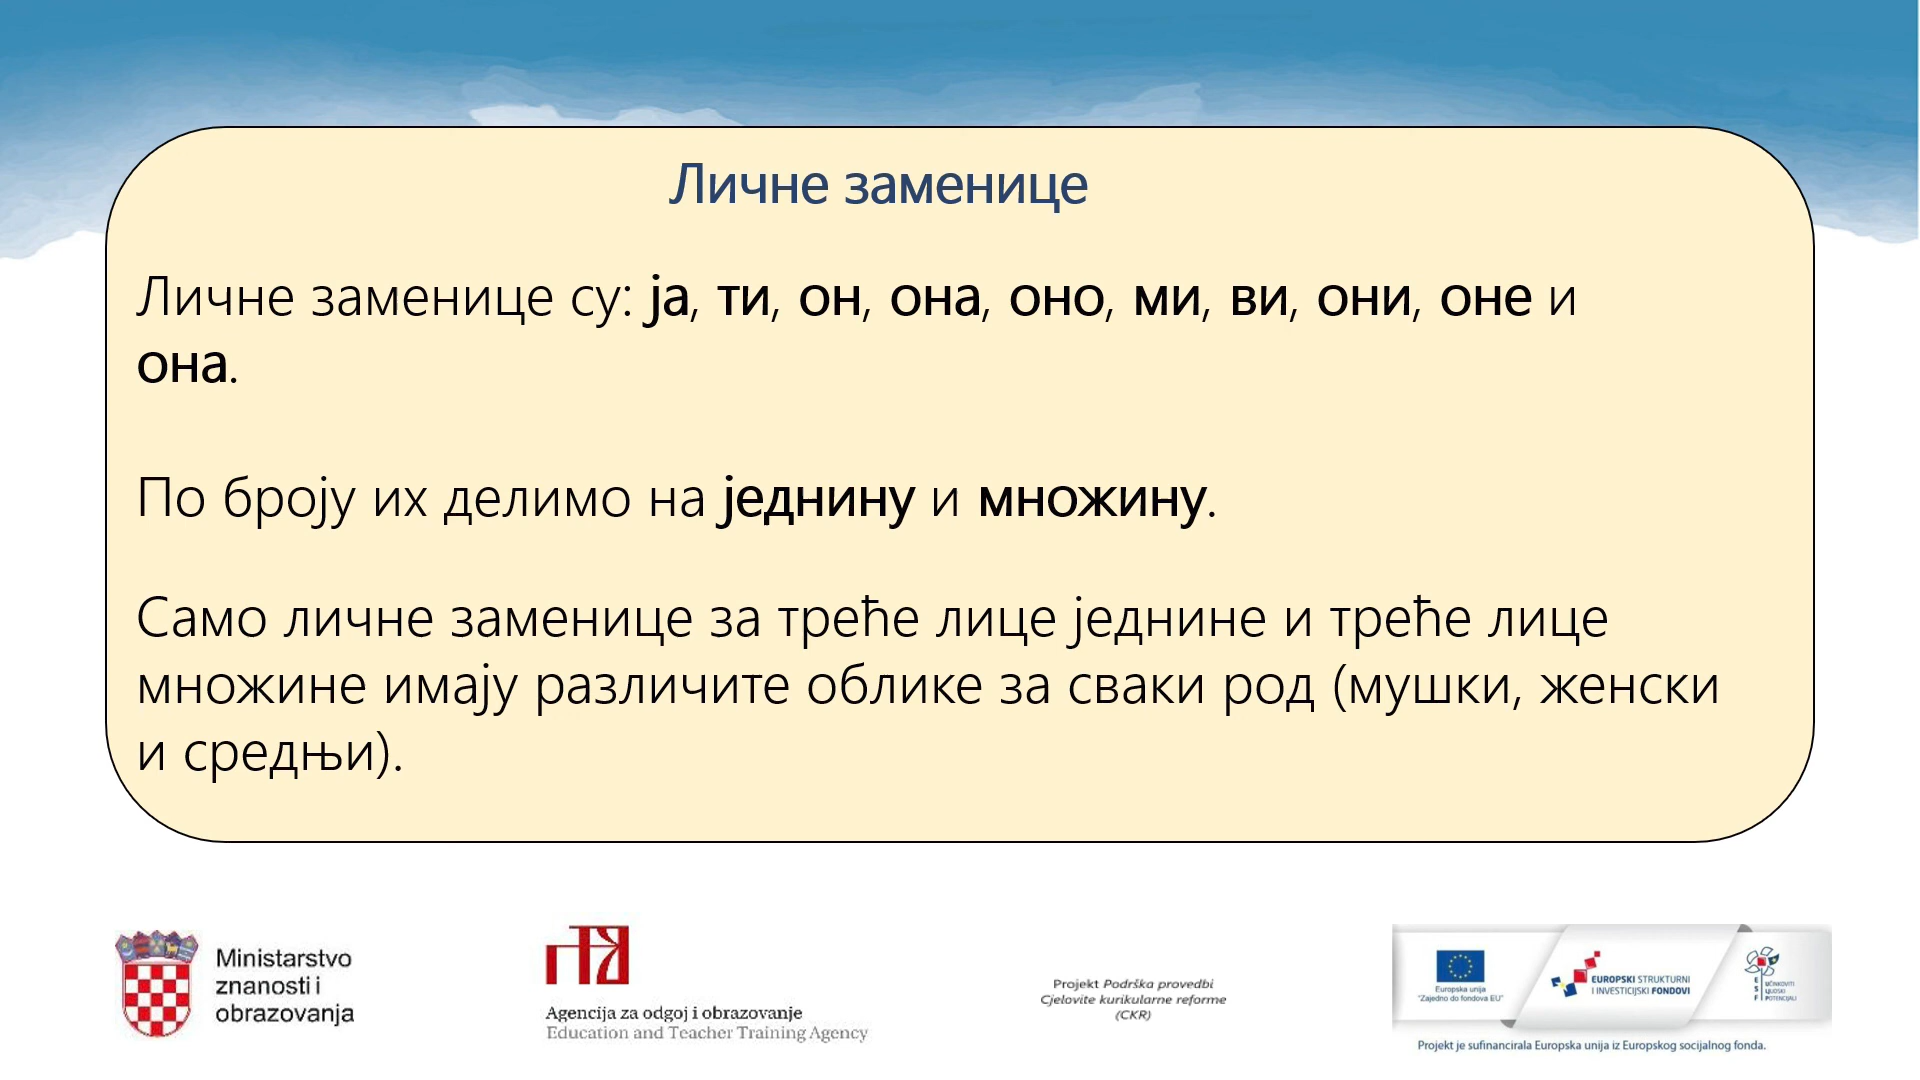 Личне заменице
Личне заменице су: ја, ти, он, она, оно, ми, ви, они, оне и
она.
По броју их делимо на једнину и множину.
Само личне заменице за треће лице једнине и треће лице
множине имају различите облике за сваки род (мушки, женски
и средњи).
Ministarstvo
znanosti i
obrazovanja
Agencija za odgoj i obrazovanje
Education and Teacher Training Agency
Projekt Podrška provedbi
Cjelovite kurikularne reforme
(CKR)
Europska unija
"Zajedno do fondova EU"
EUROPSKI STRUKTURNI
I INVESTICIJSKI FONDOVI
ESF
UČINKOVITI
LJUDSKI
POTENCIJALI
Projekt je sufinancirala Europska unija iz Europskog socijalnog fonda.